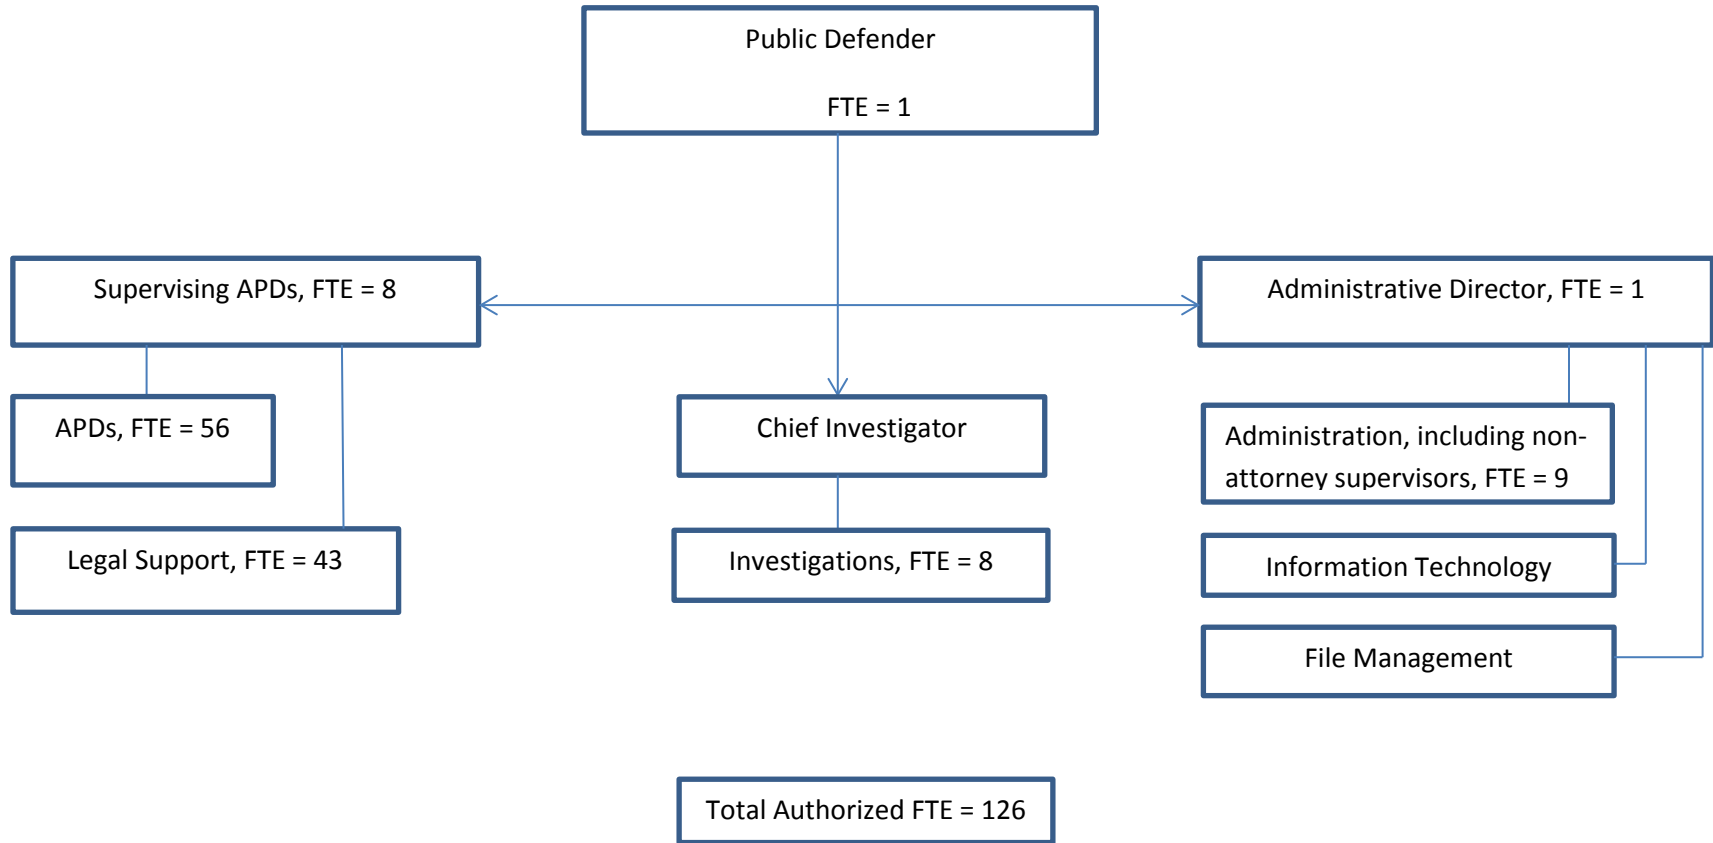 Public Defender
FTE = 1
Supervising APDs, FTE = 8
Administrative Director, FTE = 1
APDs, FTE = 56
Chief Investigator
Administration, including non-
attorney supervisors, FTE = 9
Legal Support, FTE = 43
Investigations, FTE = 8
Information Technology
File Management
Total Authorized FTE = 126